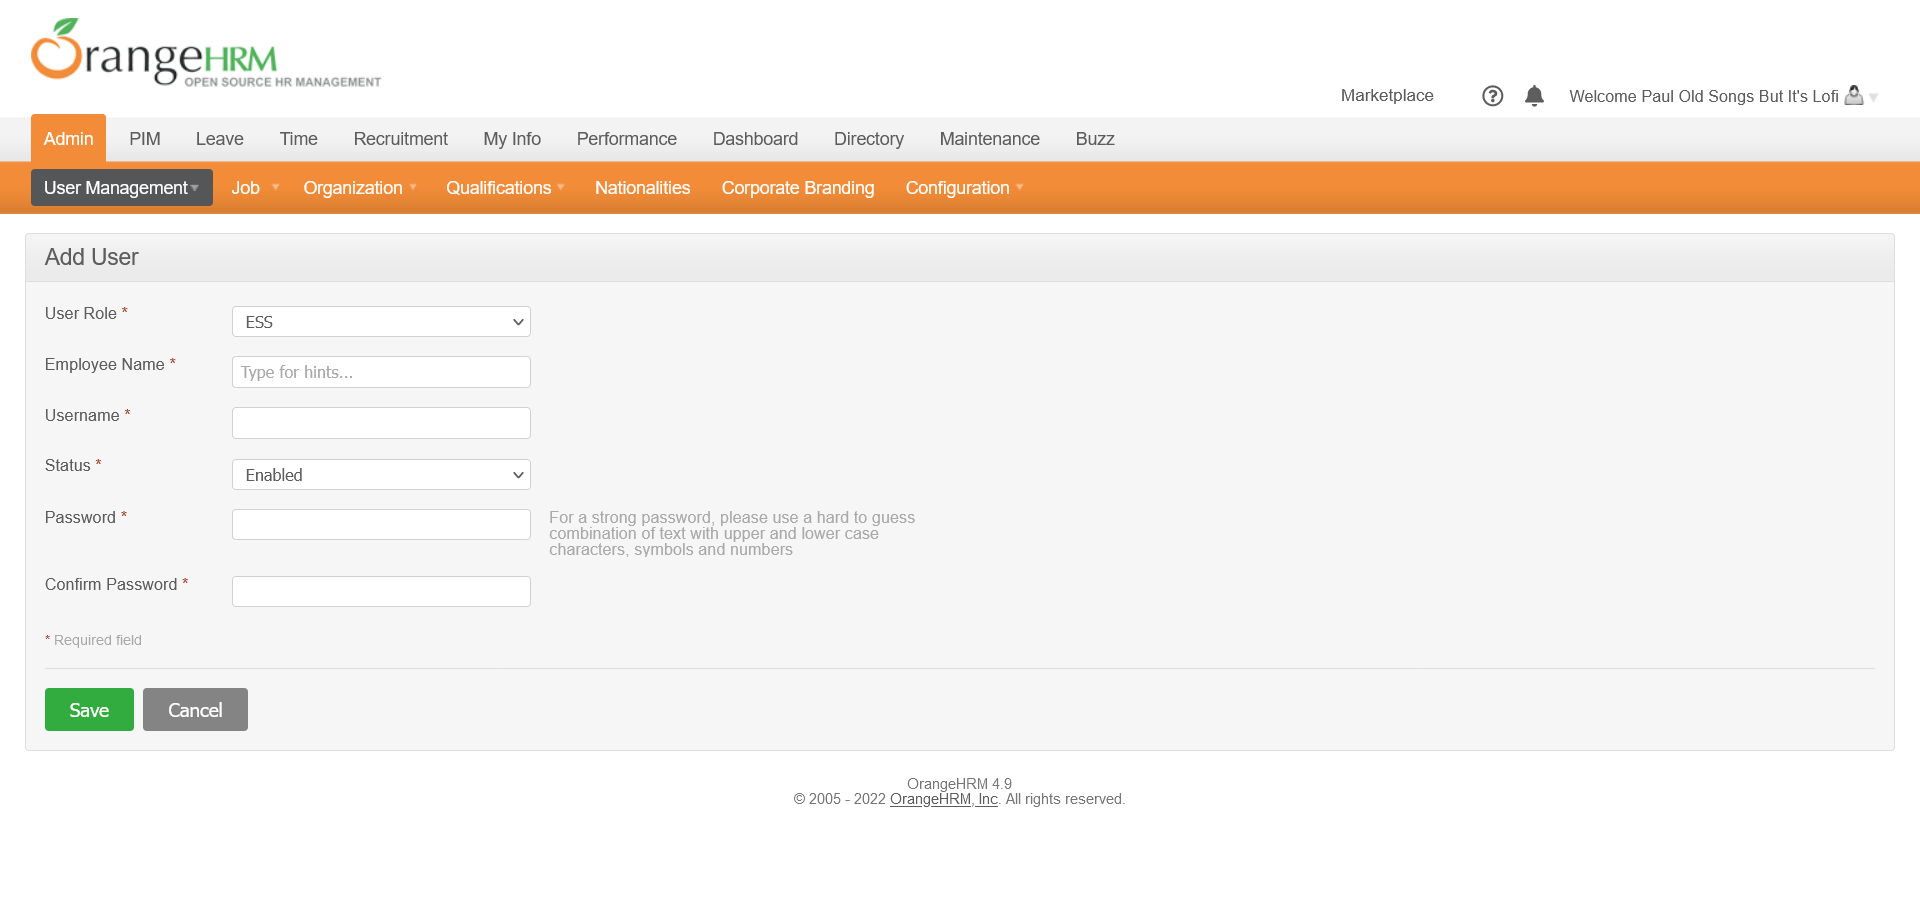 OrangeHRM
OPEN SOURCE HR MANAGEMENT
Marketplace
Welcome Paul Old Songs But It's Lofi
Admin PIM Leave Time Recruitment My Info Performance Dashboard Directory Maintenance Buzz
User Management Job Organization Qualifications Nationalities Corporate Branding Configuration
Add User
User Role *
ESS
Employee Name *
Type for hints...
Username *
Status *
Enabled
Password *
For a strong password, please use a hard to guess
combination of text with upper and lower case
characters, symbols and numbers
Confirm Password *
* Required field
Save Cancel
OrangeHRM 4.9
© 2005 - 2022 OrangeHRM, Inc. All rights reserved.